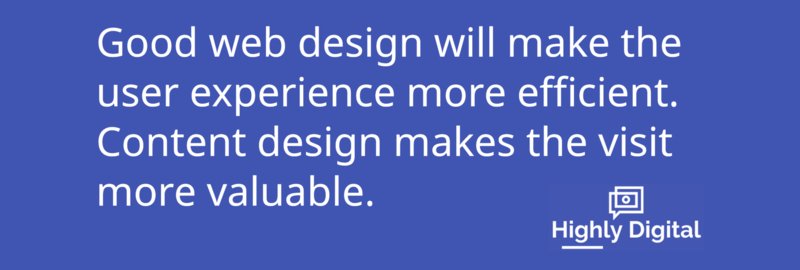 Good web design will make the
user experience more efficient.
Content design makes the visit
more valuable.
Highly Digital